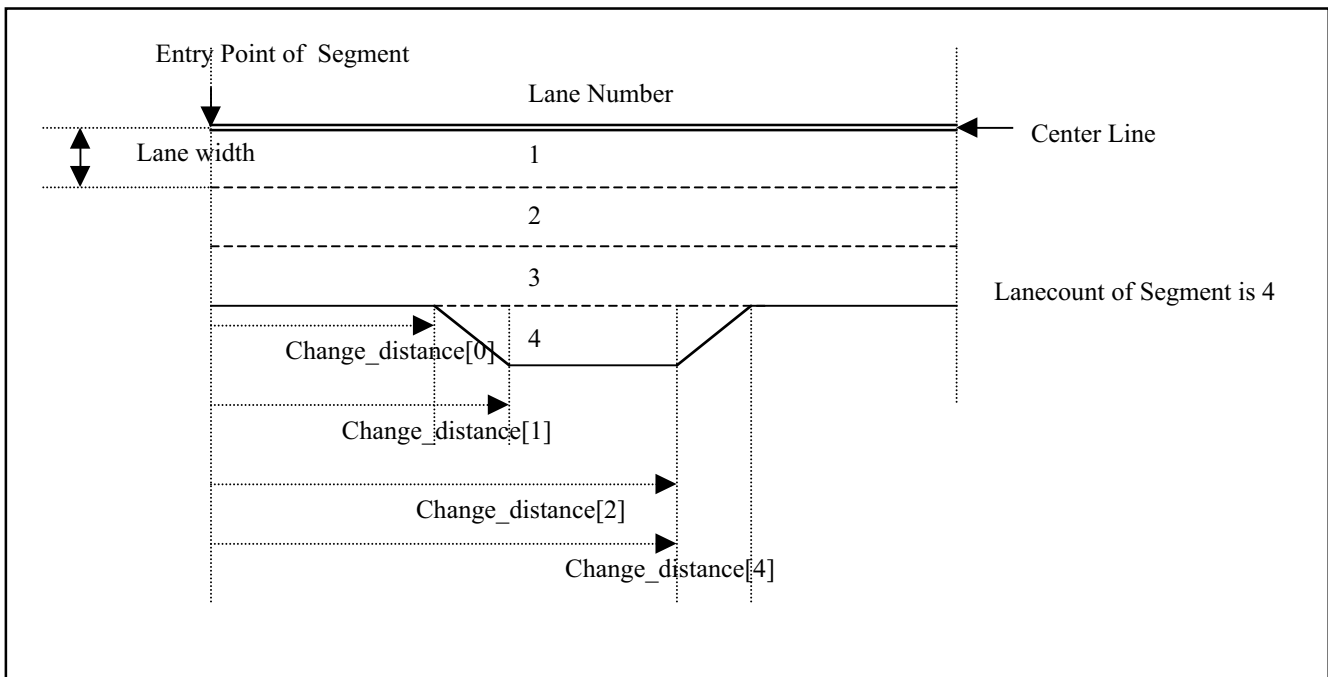 Entry Point of Segment
Lane Number
Center Line
Lane width
1
2
3
Lanecount of Segment is 4
4
Change_distance[0]
Change_distance[1]
Change_distance[2]
Change_distance[4]